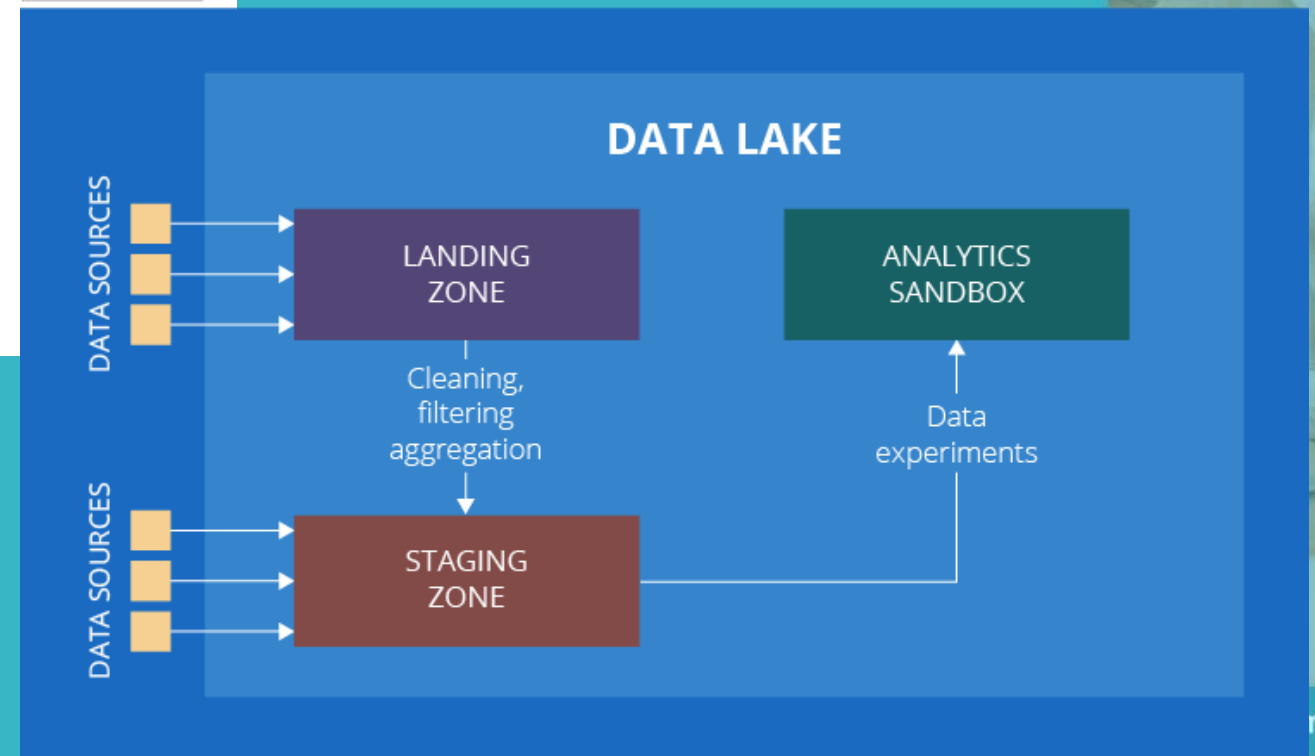 DATA LAKE
DATA SOURCES
LANDING
ZONE
ANALYTICS
SANDBOX
Cleaning,
filtering
aggregation
Data
experiments
DATA SOURCES
STAGING
ZONE